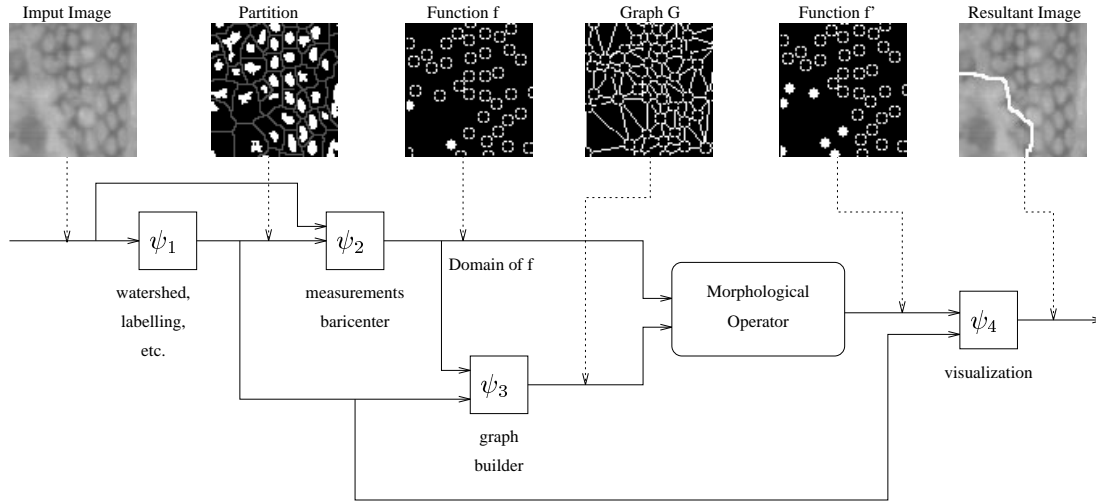 Imput Image
Partition
Function f
Graph G
Function f'
Resultant Image
ψ1
ψ2
Domain of f
watershed,
labelling,
etc.
measurements
baricenter
Morphological
Operator
ψ4
visualization
ψ3
graph
builder